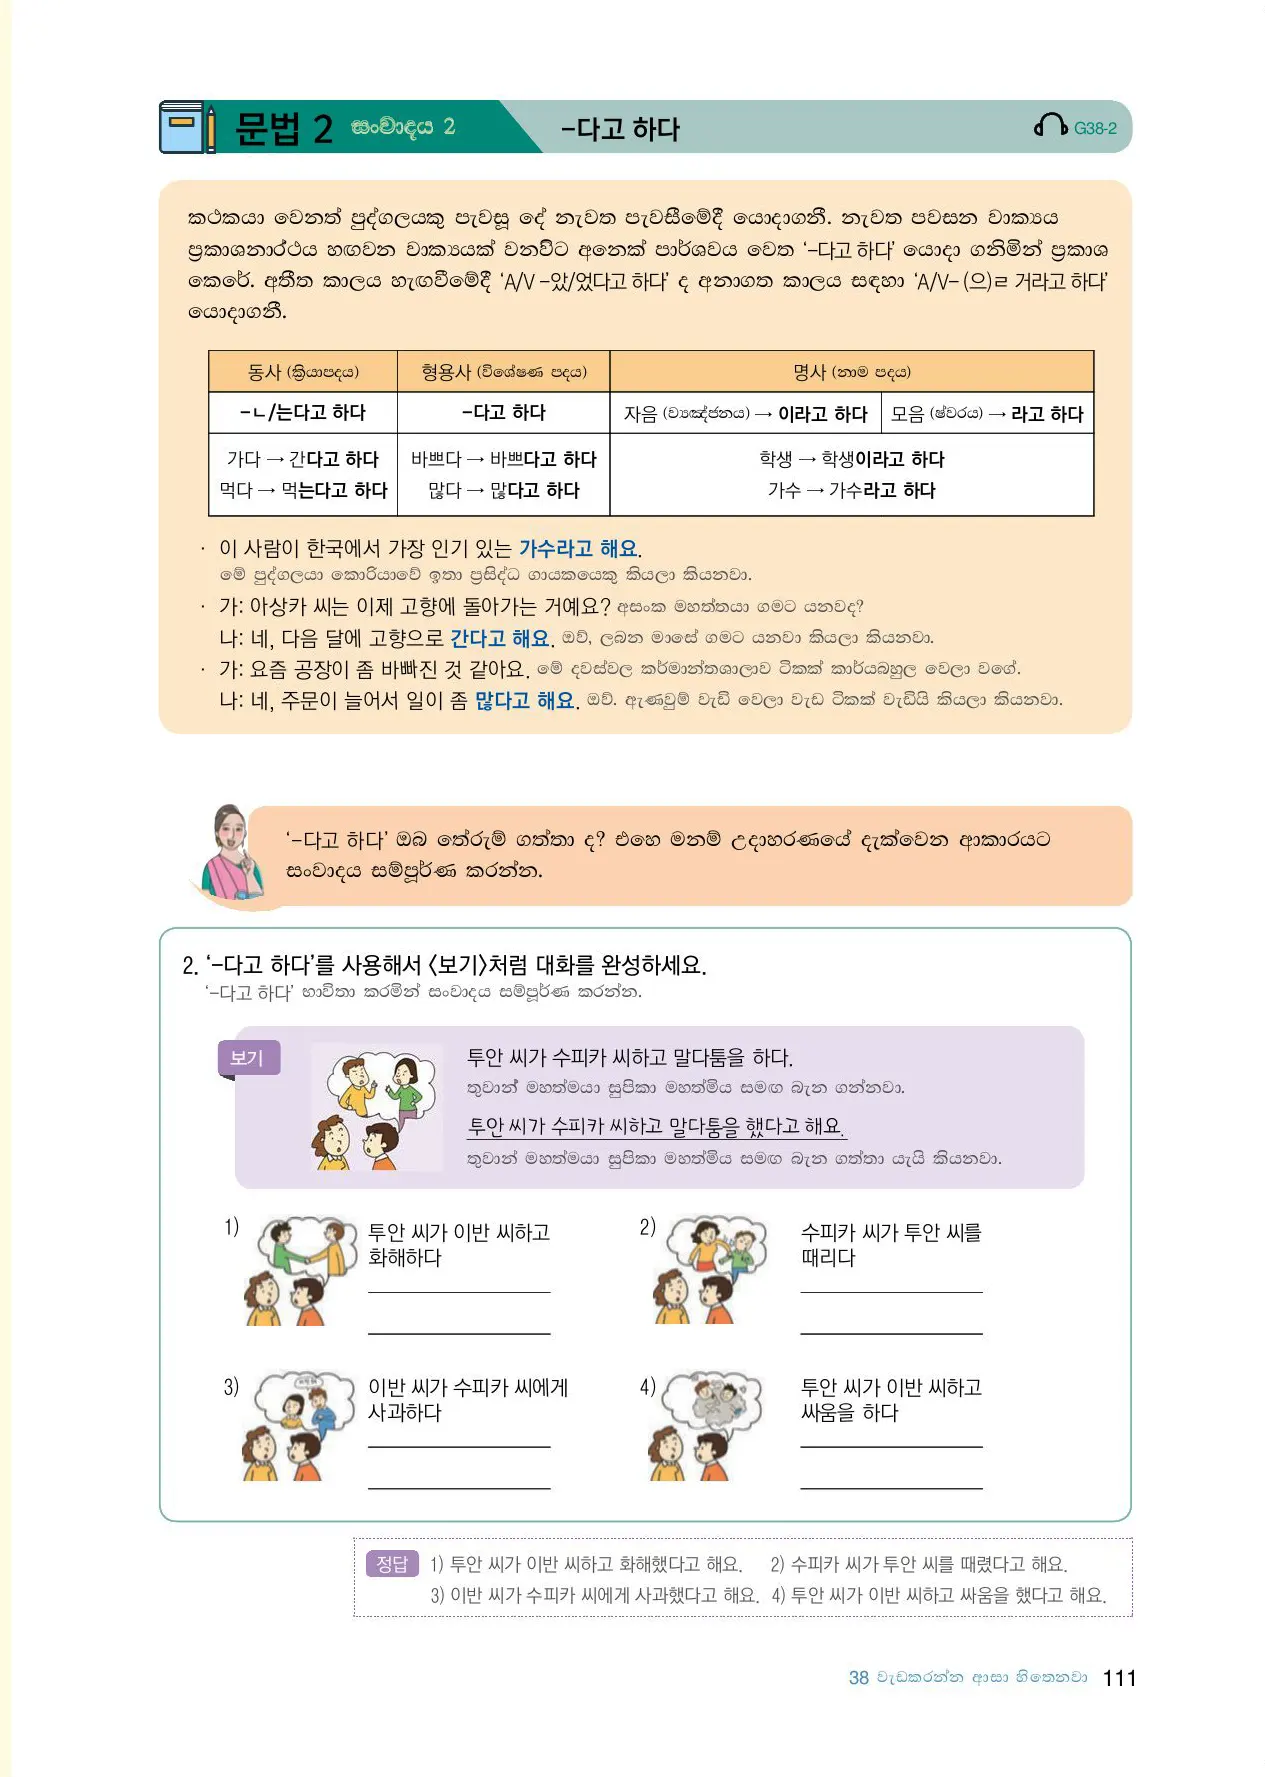 문법 2 සංවාදය 2 -다고 하다 G38-2
කථකයා වෙනත් පුද්ගලයකු පැවසූ දේ නැවත පැවසීමේදී යොදාගනී. නැවත පවසන වාක්‍යය
ප්‍රකාශනාර්ථය හඟවන වාක්‍යයක් වනවිට අනෙක් පාර්ශවය වෙත ‘-다고 하다’ යොදා ගනිමින් ප්‍රකාශ
කෙරේ. අතීත කාලය හැඟවීමේදී ‘A/V -았/었다고 하다’ ද අනාගත කාලය සඳහා ‘A/V- (으)ㄹ 거라고 하다’
යොදාගනී.
동사 (ක්‍රියාපදය) 형용사 (විශේෂණ පදය) 명사 (නාම පදය)
-ㄴ/는다고 하다 -다고 하다 자음 (ව්‍යඤ්ජනය) → 이라고 하다 모음 (ෂ්වරය) → 라고 하다
가다 → 간다고 하다 바쁘다 → 바쁘다고 하다 학생 → 학생이라고 하다
먹다 → 먹는다고 하다 많다 → 많다고 하다 가수 → 가수라고 하다
· 이 사람이 한국에서 가장 인기 있는 가수라고 해요.
මේ පුද්ගලයා කොරියාවේ ඉතා ප්‍රසිද්ධ ගායකයෙකු කියලා කියනවා.
· 가: 아상카 씨는 이제 고향에 돌아가는 거예요? අසංක මහත්තයා ගමට යනවද?
나: 네, 다음 달에 고향으로 간다고 해요. ඔව්, ලබන මාසේ ගමට යනවා කියලා කියනවා.
· 가: 요즘 공장이 좀 바빠진 것 같아요. මේ දවස්වල කර්මාන්තශාලාව ටිකක් කාර්යබහුල වෙලා වගේ.
나: 네, 주문이 늘어서 일이 좀 많다고 해요. ඔව්. ඇණවුම් වැඩි වෙලා වැඩ ටිකක් වැඩියි කියලා කියනවා.
‘-다고 하다’ ඔබ තේරුම් ගත්තා ද? එහෙ මනම් උදාහරණයේ දැක්වෙන ආකාරයට
සංවාදය සම්පූර්ණ කරන්න.
2. ‘-다고 하다’를 사용해서 <보기>처럼 대화를 완성하세요.
‘-다고 하다’ භාවිතා කරමින් සංවාදය සම්පූර්ණ කරන්න.
보기 투안 씨가 수피카 씨하고 말다툼을 하다.
තුවාන් මහත්මයා සුපිකා මහත්මිය සමඟ බැන ගන්නවා.
투안 씨가 수피카 씨하고 말다툼을 했다고 해요.
තුවාන් මහත්මයා සුපිකා මහත්මිය සමඟ බැන ගත්තා යැයි කියනවා.
1) 투안 씨가 이반 씨하고
화해하다
2) 수피카 씨가 투안 씨를
때리다
3) 이반 씨가 수피카 씨에게
사과하다
4) 투안 씨가 이반 씨하고
싸움을 하다
정답 1) 투안 씨가 이반 씨하고 화해했다고 해요. 2) 수피카 씨가 투안 씨를 때렸다고 해요.
3) 이반 씨가 수피카 씨에게 사과했다고 해요. 4) 투안 씨가 이반 씨하고 싸움을 했다고 해요.
38 වැඩකරන්න ආසා හිතෙනවා 111